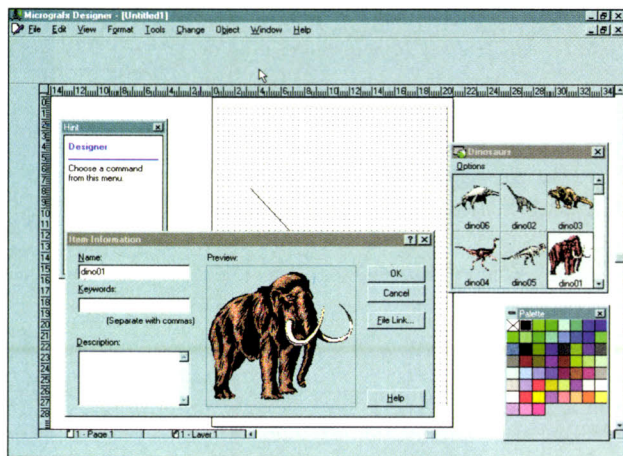 Micrografx Designer - [Untitled1]
File Edit View Format Tools Change Object Window Help
Hint
Designer
Choose a command
from this menu.
Dinosaurs
Options
dino06 dino02 dino03
dino04 dino05 dino01
Item Information
Name:
dino01
Keywords:
(Separate with commas)
Description:
Preview:
OK
Cancel
File Link...
Help
Palette
1 - Page 1
1 - Layer 1